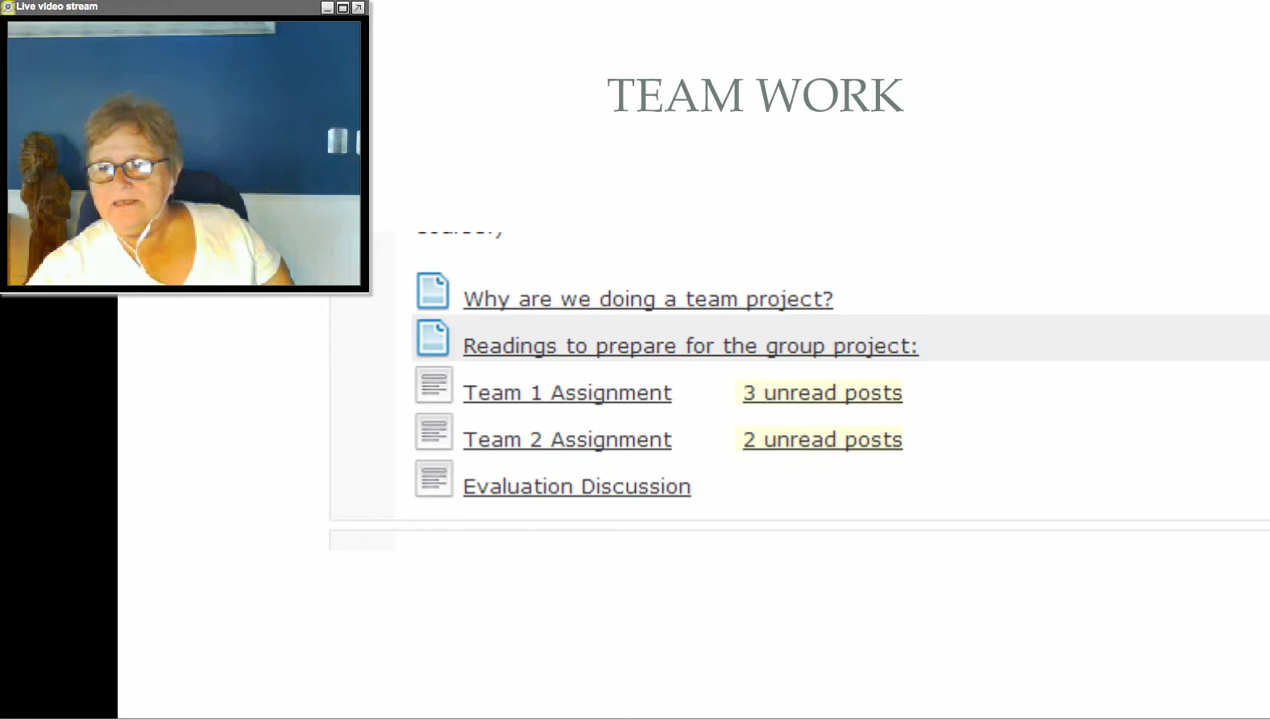 Live video stream
TEAM WORK
Why are we doing a team project?
Readings to prepare for the group project:
Team 1 Assignment 3 unread posts
Team 2 Assignment 2 unread posts
Evaluation Discussion